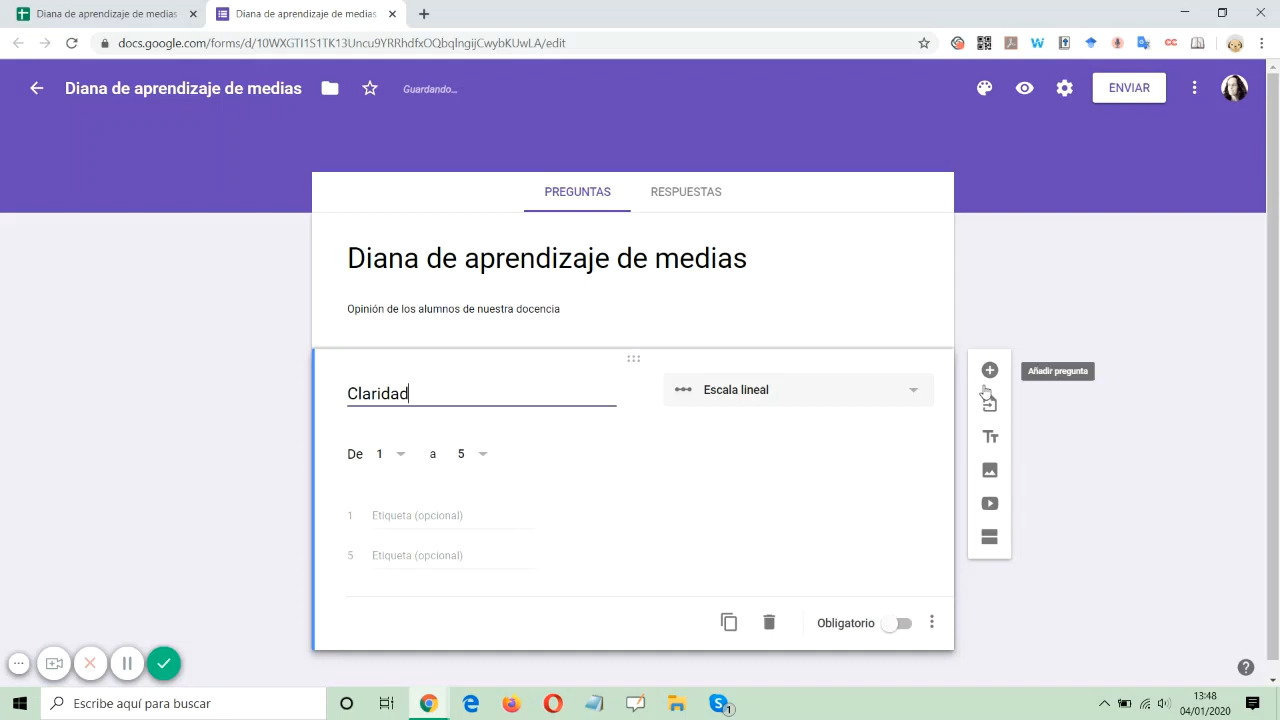 Diana de aprendizaje de medias
Diana de aprendizaje de medias
docs.google.com/forms/d/10WXGTI1S1TK13Uncu9YRRhdfxOQbqlngijCwybKUwLA/edit
Diana de aprendizaje de medias
Guardando...
ENVIAR
PREGUNTAS
RESPUESTAS
Diana de aprendizaje de medias
Opinión de los alumnos de nuestra docencia
Claridad
Escala lineal
Añadir pregunta
De 1 a 5
1 Etiqueta (opcional)
5 Etiqueta (opcional)
Obligatorio
Escribe aquí para buscar
13:48
04/01/2020